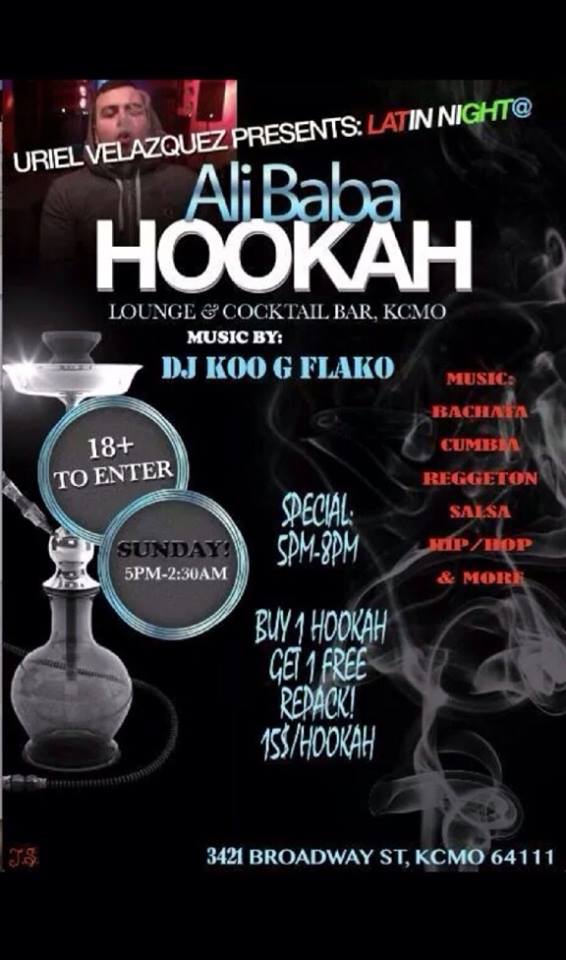 URIEL VELAZQUEZ PRESENTS: LATIN NIGHT@
Ali Baba
HOOKAH
LOUNGE & COCKTAIL BAR, KCMO
MUSIC BY:
DJ KOO G FLAKO
MUSIC:
BACHATA
CUMBIA
REGGETON
SALSA
HIP/HOP
& MORE
18+
TO ENTER
SUNDAY!
5PM-2:30AM
SPECIAL:
5PM-8PM
BUY 1 HOOKAH
GET 1 FREE
REPACK!
15$/HOOKAH
J.S.
3421 BROADWAY ST, KCMO 64111